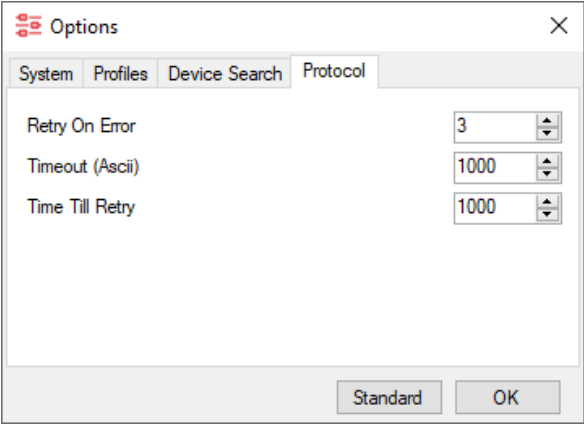 Options
System Profiles Device Search Protocol
Retry On Error 3
Timeout (Ascii) 1000
Time Till Retry 1000
Standard OK